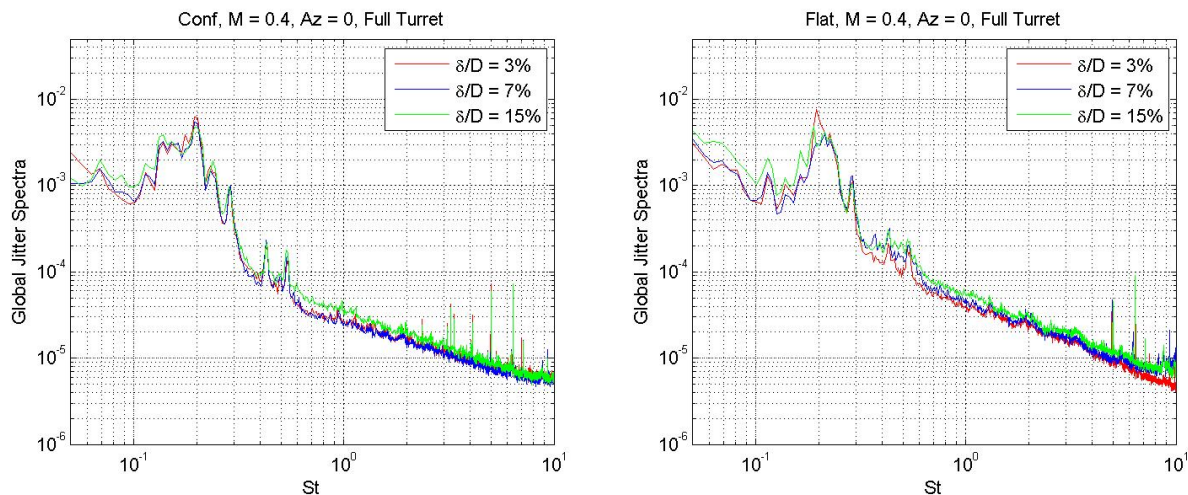 Conf, M = 0.4, Az = 0, Full Turret
δ/D = 3%
δ/D = 7%
δ/D = 15%
Global Jitter Spectra
10⁻²
10⁻³
10⁻⁴
10⁻⁵
10⁻⁶
10⁻¹
10⁰
10¹
St
Flat, M = 0.4, Az = 0, Full Turret
δ/D = 3%
δ/D = 7%
δ/D = 15%
Global Jitter Spectra
10⁻²
10⁻³
10⁻⁴
10⁻⁵
10⁻⁶
10⁻¹
10⁰
10¹
St